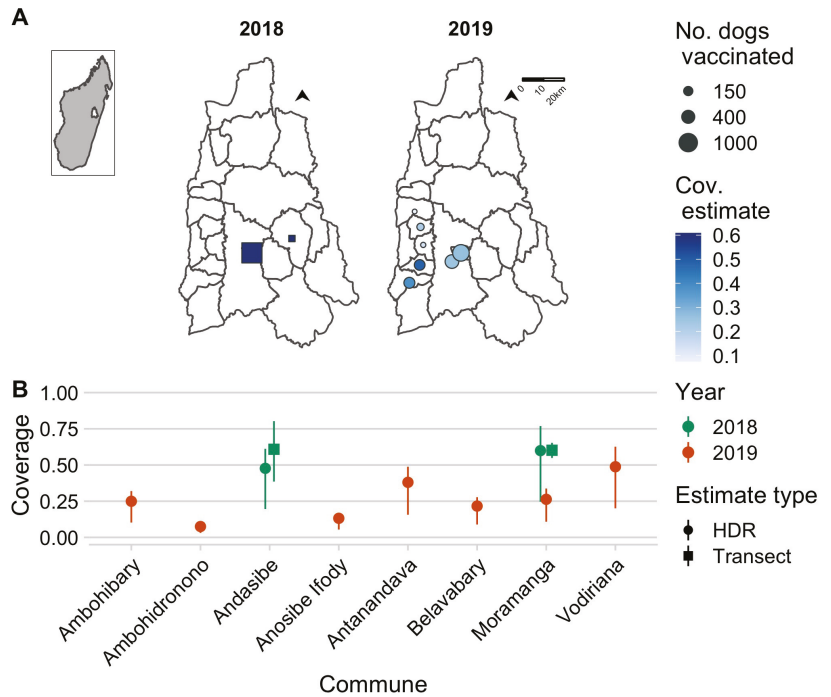 A
2018
2019
0
10
20km
No. dogs
vaccinated
150
400
1000
Cov.
estimate
0.6
0.5
0.4
0.3
0.2
0.1
B
1.00
0.75
0.50
0.25
0.00
Coverage
Ambohibary
Ambohidronono
Andasibe
Anosibe Ifody
Antanandava
Belavabary
Moramanga
Vodiriana
Commune
Year
2018
2019
Estimate type
HDR
Transect